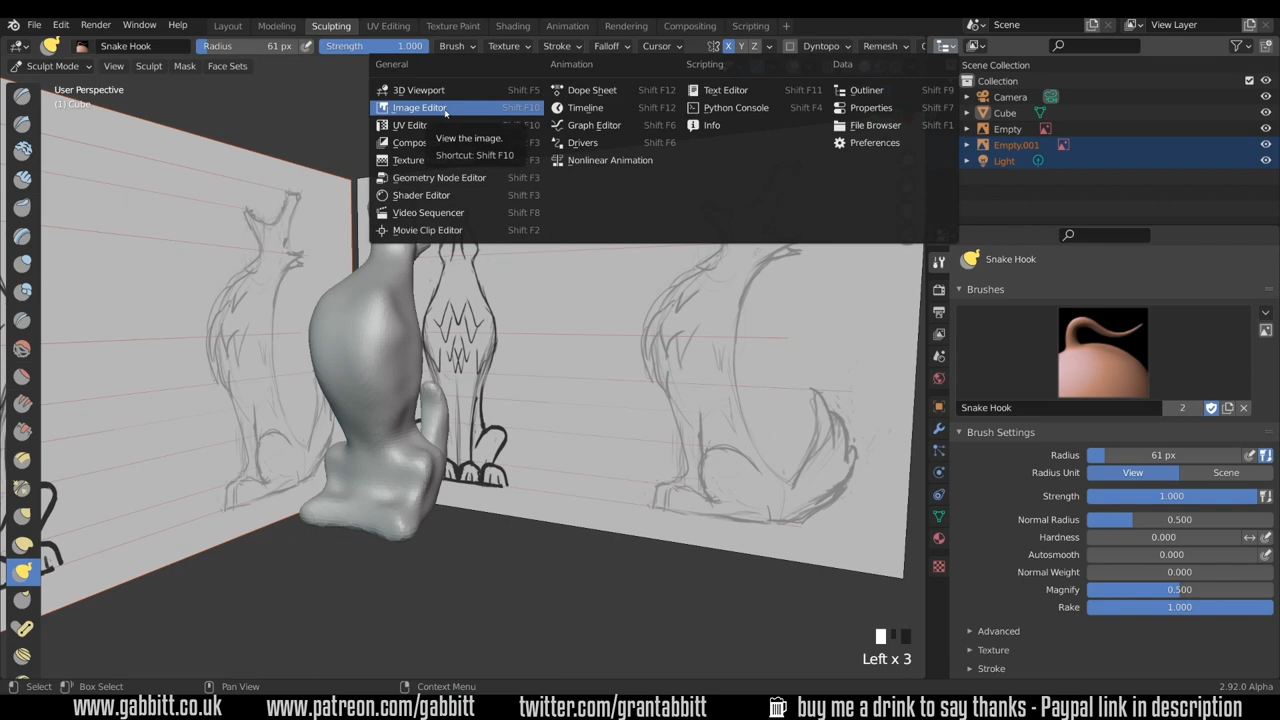 File Edit Render Window Help Layout Modeling Sculpting UV Editing Texture Paint Shading Animation Rendering Compositing Scripting + Scene View Layer
Snake Hook Radius 61 px Strength 1.000 Brush Texture Stroke Falloff Cursor X Y Z Dyntopo Remesh
Sculpt Mode View Sculpt Mask Face Sets
User Perspective
(1) Cube
General
3D Viewport Shift F5
Image Editor Shift F10
UV Edito F10
Compos F3
Texture F3
Geometry Node Editor Shift F3
Shader Editor Shift F3
Video Sequencer Shift F8
Movie Clip Editor Shift F2
View the image.
Shortcut: Shift F10
Animation
Dope Sheet Shift F12
Timeline Shift F12
Graph Editor Shift F6
Drivers Shift F6
Nonlinear Animation
Scripting
Text Editor Shift F11
Python Console Shift F4
Info
Data
Outliner Shift F9
Properties Shift F7
File Browser Shift F1
Preferences
Scene Collection
Collection
Camera
Cube
Empty
Empty.001
Light
Snake Hook
Brushes
Snake Hook 2
Brush Settings
Radius 61 px
Radius Unit View Scene
Strength 1.000
Normal Radius 0.500
Hardness 0.000
Autosmooth 0.000
Normal Weight 0.000
Magnify 0.500
Rake 1.000
Advanced
Texture
Stroke
Left x 3
Select Box Select Pan View Context Menu 2.92.0 Alpha
www.gabbitt.co.uk www.patreon.com/gabbitt twitter.com/grantabbitt buy me a drink to say thanks - Paypal link in description